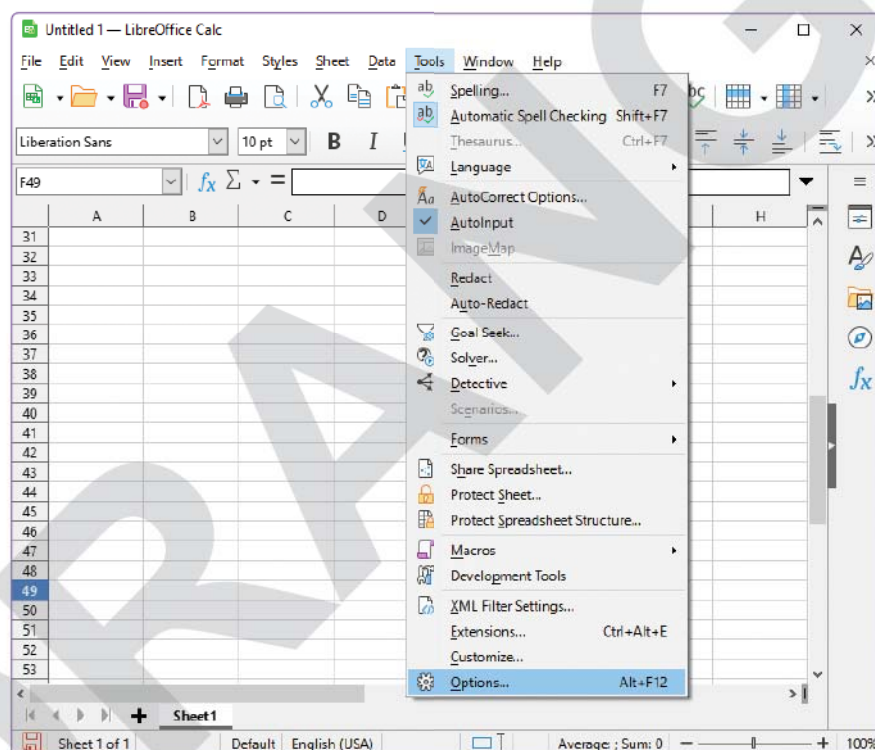 Untitled 1 — LibreOffice Calc
File Edit View Insert Format Styles Sheet Data Tools Window Help
Liberation Sans 10 pt B I
F49 fx Σ =
A B C D H
31
32
33
34
35
36
37
38
39
40
41
42
43
44
45
46
47
48
49
50
51
52
53
Spelling... F7
Automatic Spell Checking Shift+F7
Thesaurus... Ctrl+F7
Language
AutoCorrect Options...
AutoInput
ImageMap
Redact
Auto-Redact
Goal Seek...
Solver...
Detective
Scenarios...
Forms
Share Spreadsheet...
Protect Sheet...
Protect Spreadsheet Structure...
Macros
Development Tools
XML Filter Settings...
Extensions... Ctrl+Alt+E
Customize...
Options... Alt+F12
Sheet1
Sheet 1 of 1 Default English (USA) Average: ; Sum: 0 100%